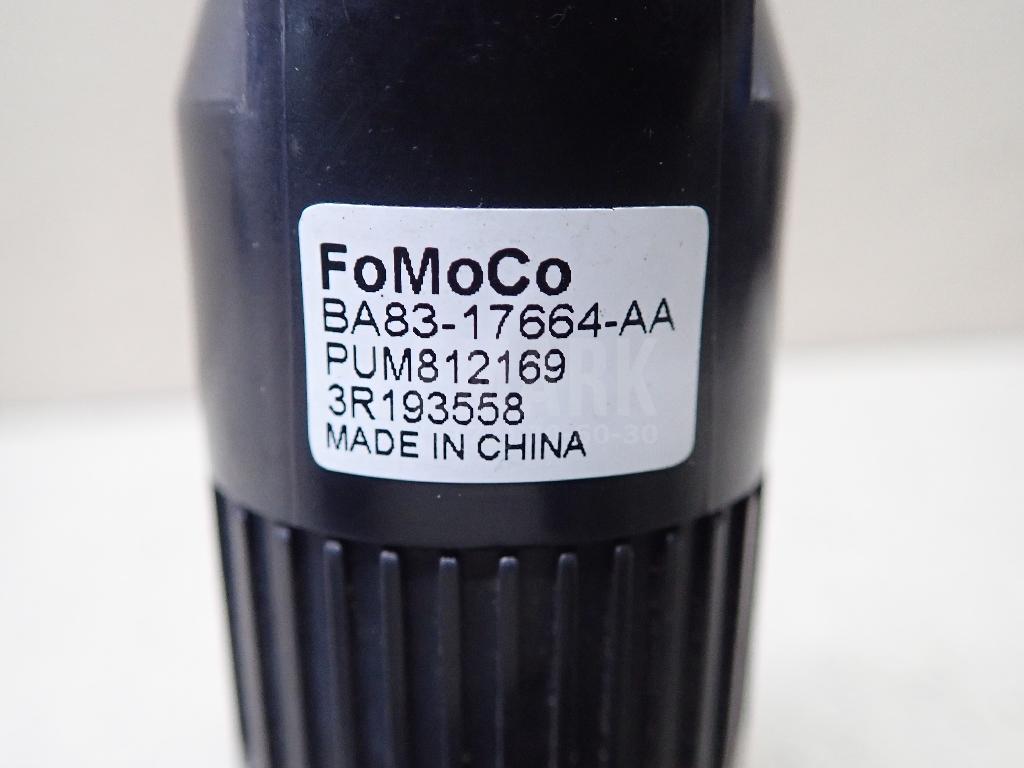 FoMoCo
BA83-17664-AA
PUM812169
3R193558
MADE IN CHINA